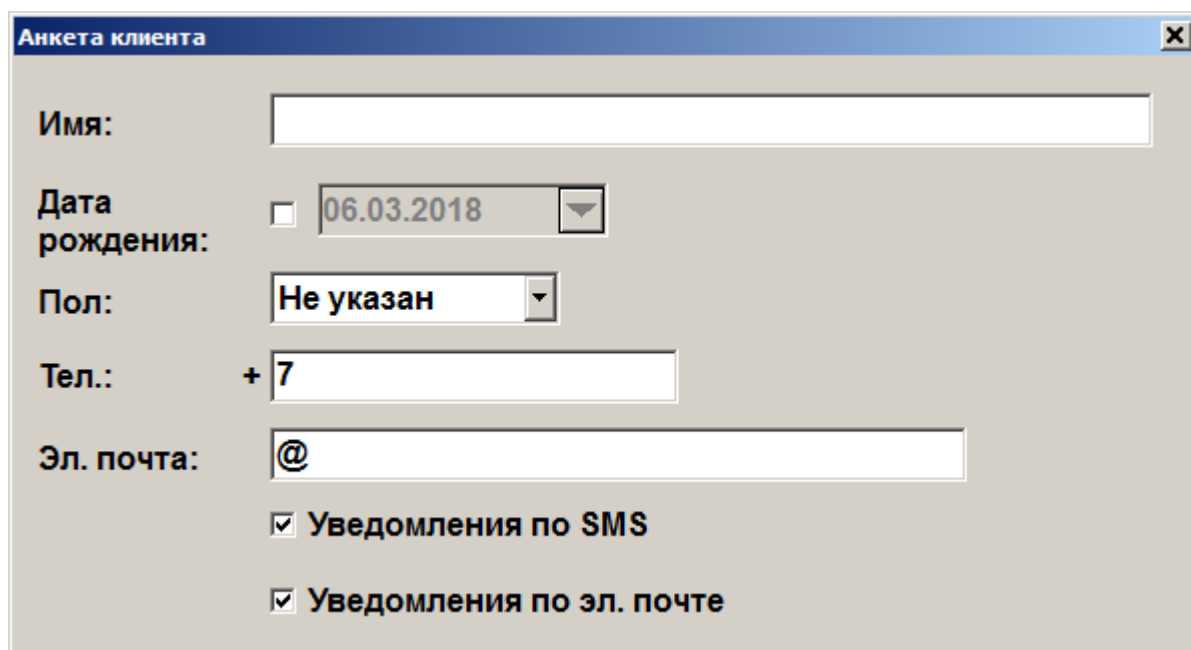 Анкета клиента
Имя:
Дата
рождения:
06.03.2018
Пол:
Не указан
Тел.:
+ 7
Эл. почта:
@
Уведомления по SMS
Уведомления по эл. почте